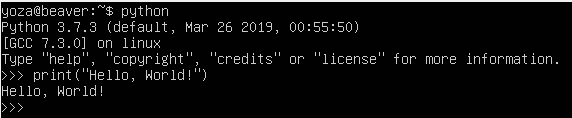 yoza@beaver:~$ python
Python 3.7.3 (default, Mar 26 2019, 00:55:50)
[GCC 7.3.0] on linux
Type "help", "copyright", "credits" or "license" for more information.
>>> print("Hello, World!")
Hello, World!
>>>